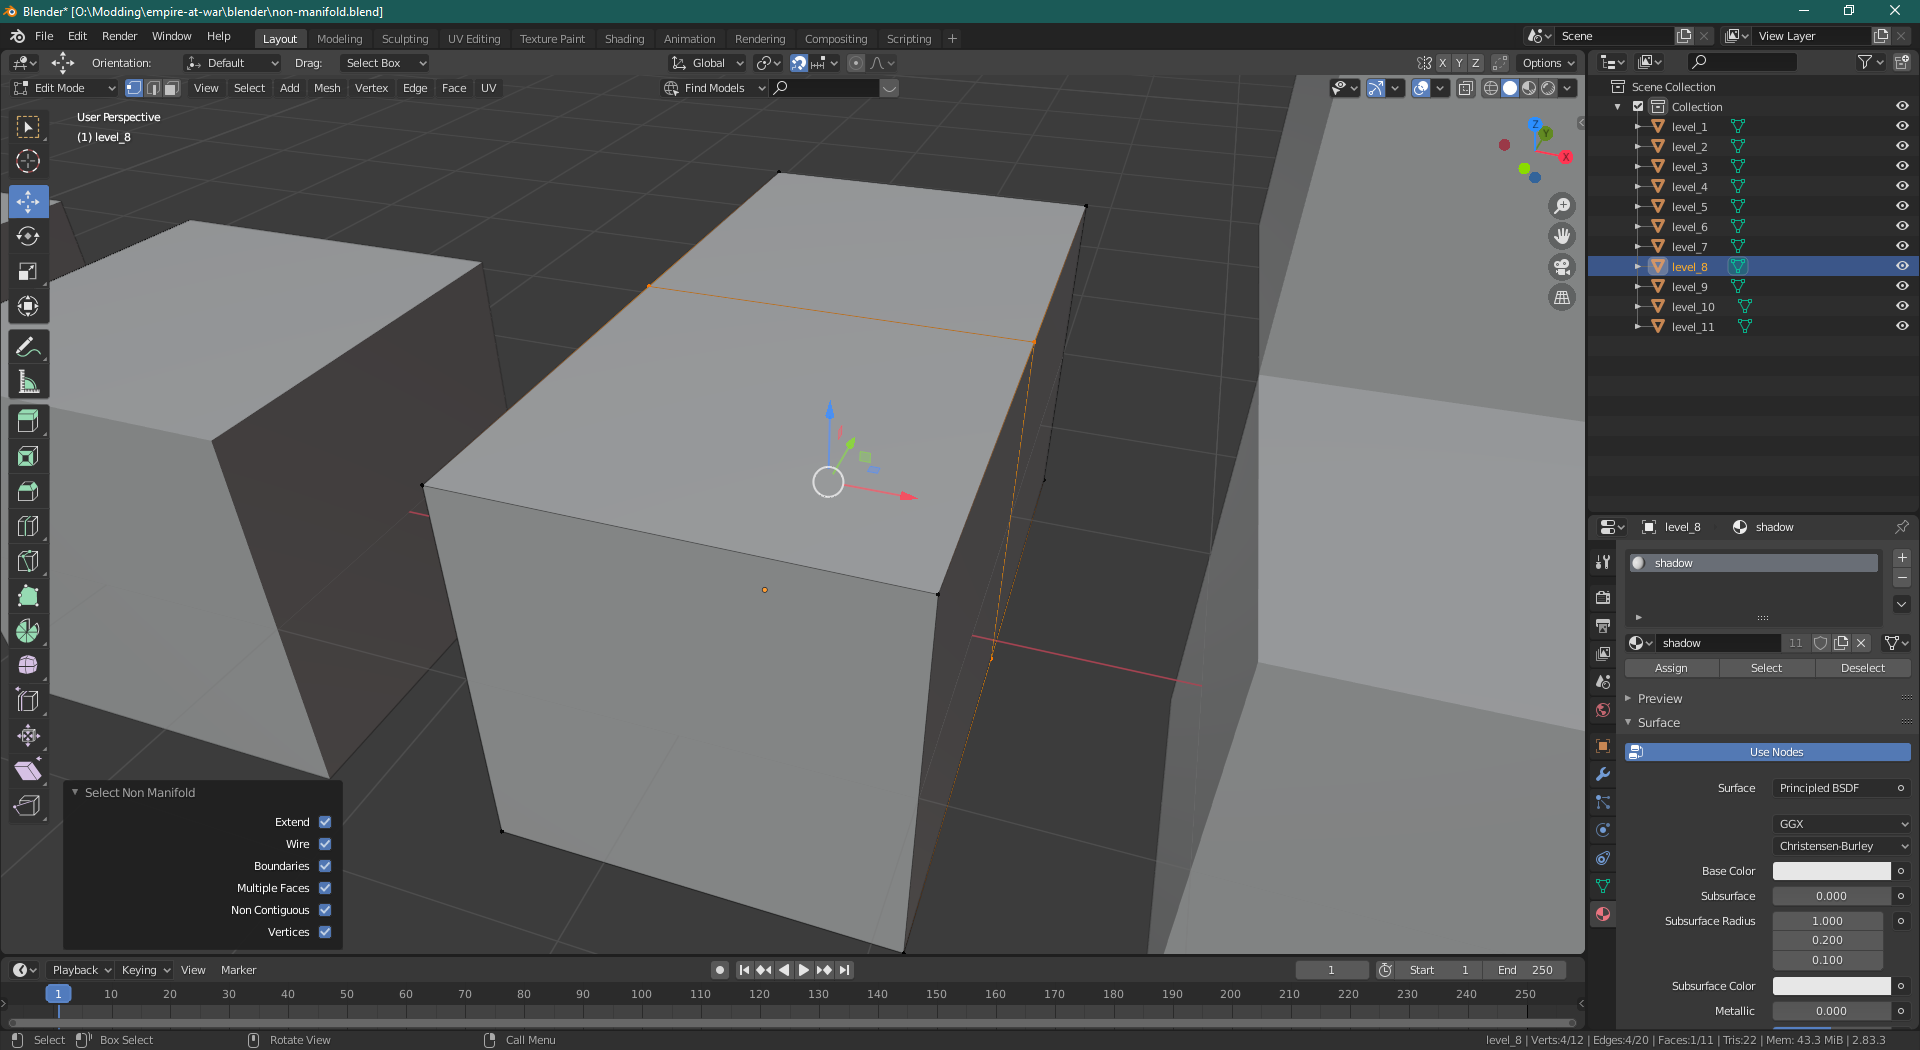 Blender* [O:\Modding\empire-at-war\blender\non-manifold.blend]
File Edit Render Window Help Layout Modeling Sculpting UV Editing Texture Paint Shading Animation Rendering Compositing Scripting + Scene View Layer
Orientation: Default Drag: Select Box Global X Y Z Options
Edit Mode View Select Add Mesh Vertex Edge Face UV Find Models
User Perspective
(1) level_8
Z
Y
X
Select Non Manifold
Extend
Wire
Boundaries
Multiple Faces
Non Contiguous
Vertices
Scene Collection
Collection
level_1
level_2
level_3
level_4
level_5
level_6
level_7
level_8
level_9
level_10
level_11
level_8 shadow
shadow
shadow 11
Assign Select Deselect
Preview
Surface
Use Nodes
Surface Principled BSDF
GGX
Christensen-Burley
Base Color
Subsurface 0.000
Subsurface Radius 1.000
0.200
0.100
Subsurface Color
Metallic 0.000
Playback Keying View Marker 1 Start 1 End 250
1 10 20 30 40 50 60 70 80 90 100 110 120 130 140 150 160 170 180 190 200 210 220 230 240 250
Select Box Select Rotate View Call Menu level_8 | Verts:4/12 | Edges:4/20 | Faces:1/11 | Tris:22 | Mem: 43.3 MiB | 2.83.3